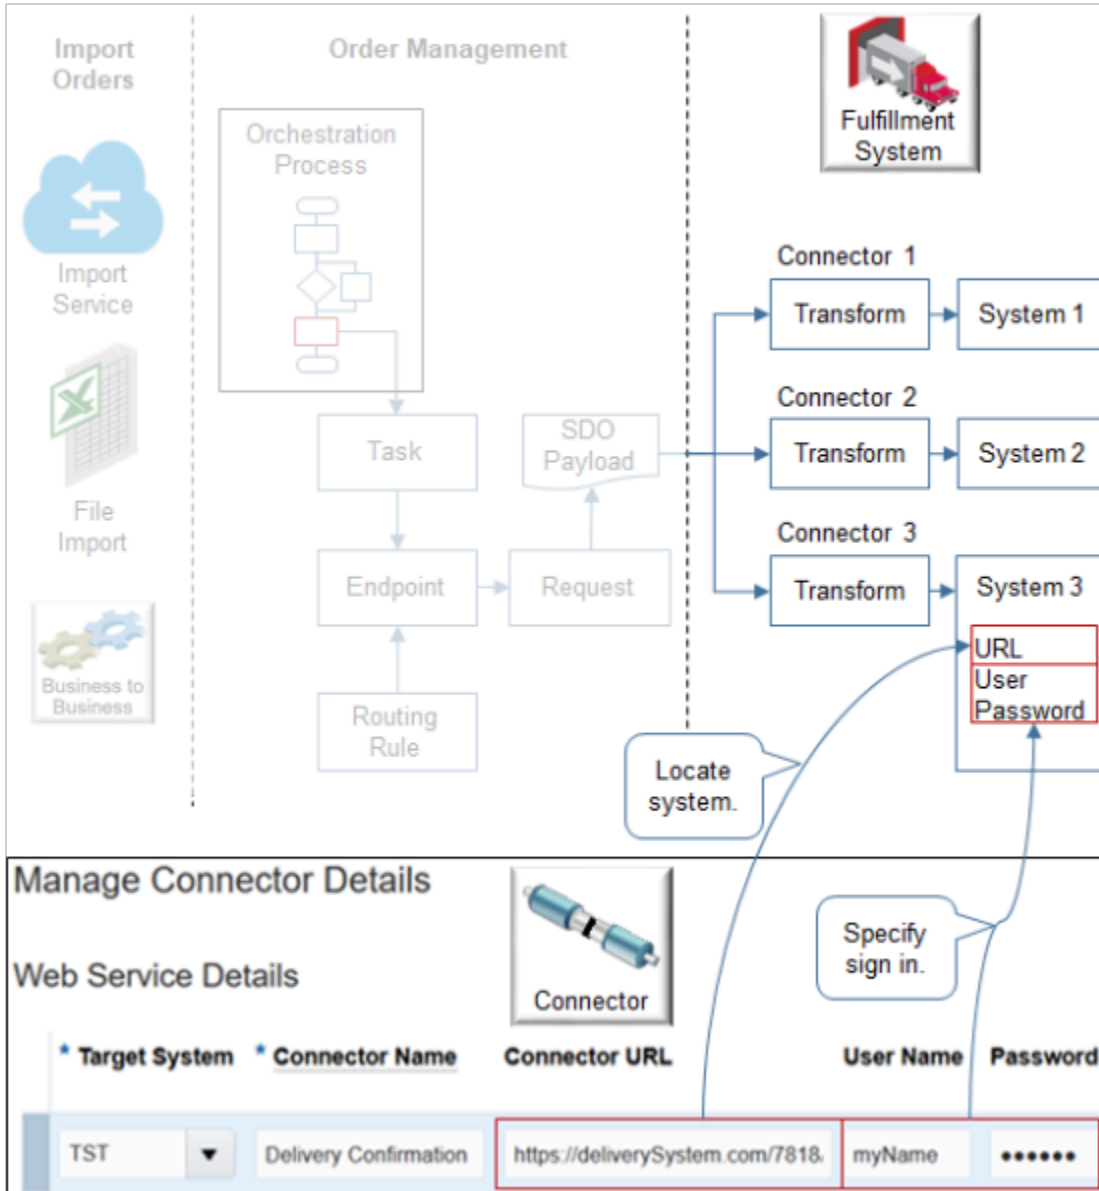 Import
Orders
Order Management
Fulfillment
System
Orchestration
Process
Import
Service
File
Import
Business to
Business
Task
SDO
Payload
Endpoint
Request
Routing
Rule
Connector 1
Transform
System 1
Connector 2
Transform
System 2
Connector 3
Transform
System 3
URL
User
Password
Locate
system.
Manage Connector Details
Web Service Details
Connector
Specify
sign in.
* Target System * Connector Name Connector URL User Name Password
TST Delivery Confirmation https://deliverySystem.com/7818 myName ••••••